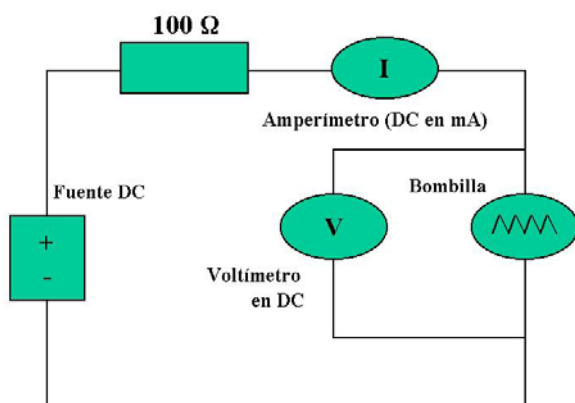 100 Ω
I
Amperímetro (DC en mA)
Fuente DC
Bombilla
+
-
V
Voltímetro
en DC